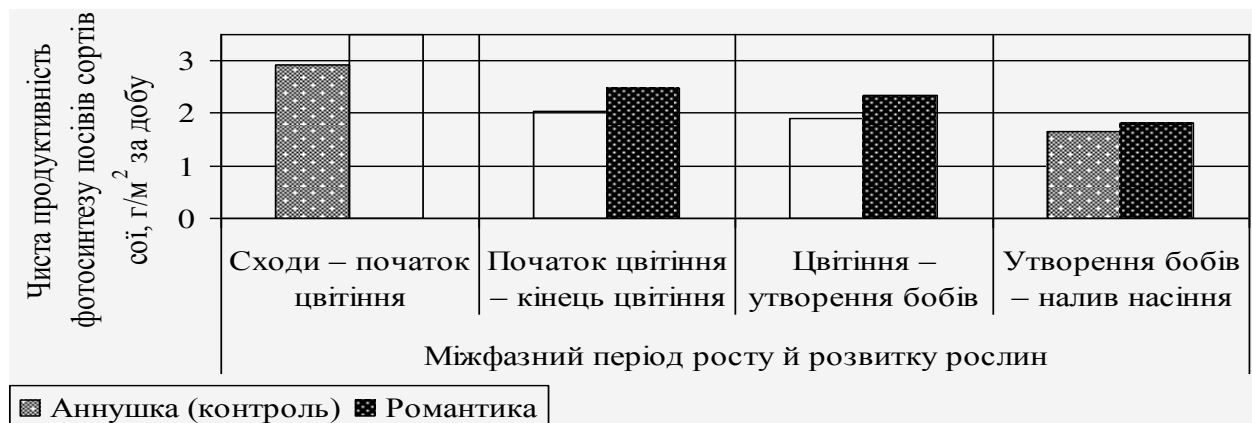 Чиста продуктивність
фотосинтезу посівів сортів
сої, г/м² за добу
3
2
1
0
Сходи – початок
цвітіння
Початок цвітіння
– кінець цвітіння
Цвітіння –
утворення бобів
Утворення бобів
– налив насіння
Міжфазний період росту й розвитку рослин
Аннушка (контроль) Романтика